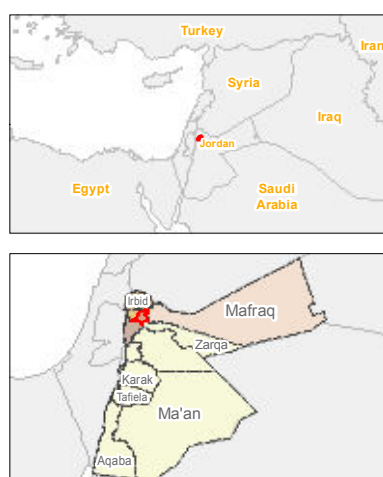 Turkey
Iran
Syria
Iraq
Jordan
Egypt
Saudi
Arabia
Irbid
Mafraq
Zarqa
Karak
Tafiela
Ma'an
Aqaba